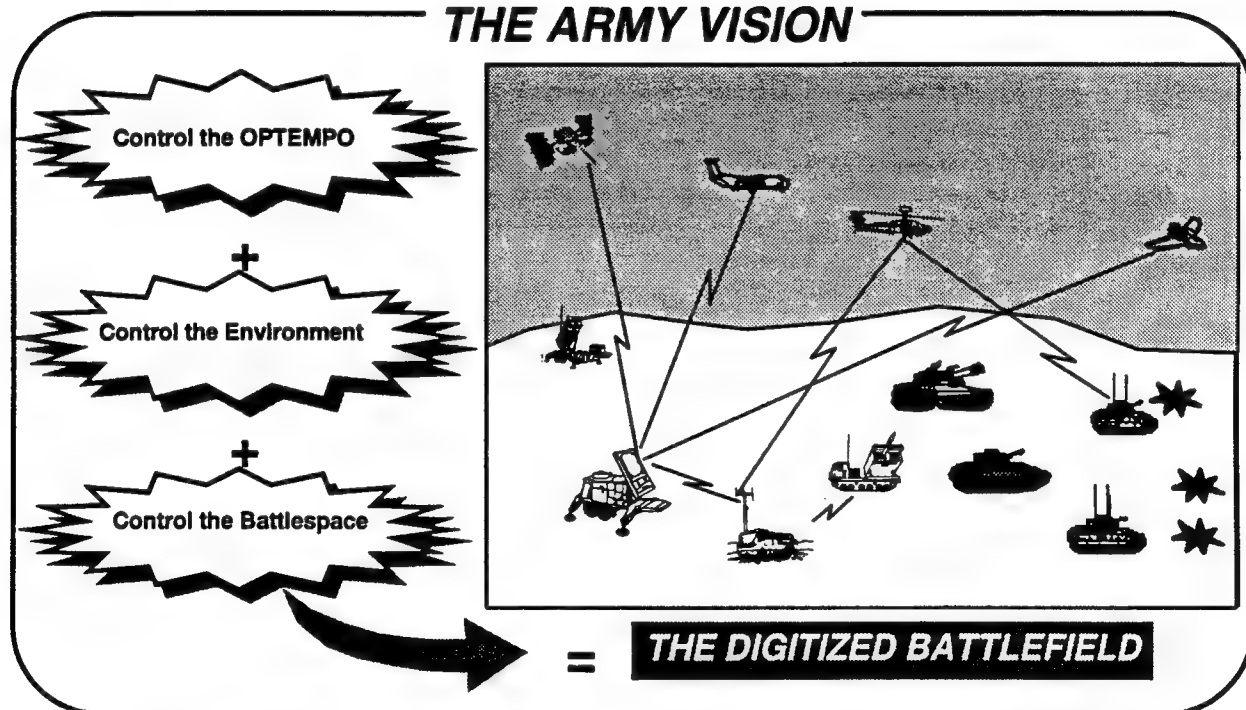 THE ARMY VISION
Control the OPTEMPO
+
Control the Environment
+
Control the Battlespace
= THE DIGITIZED BATTLEFIELD